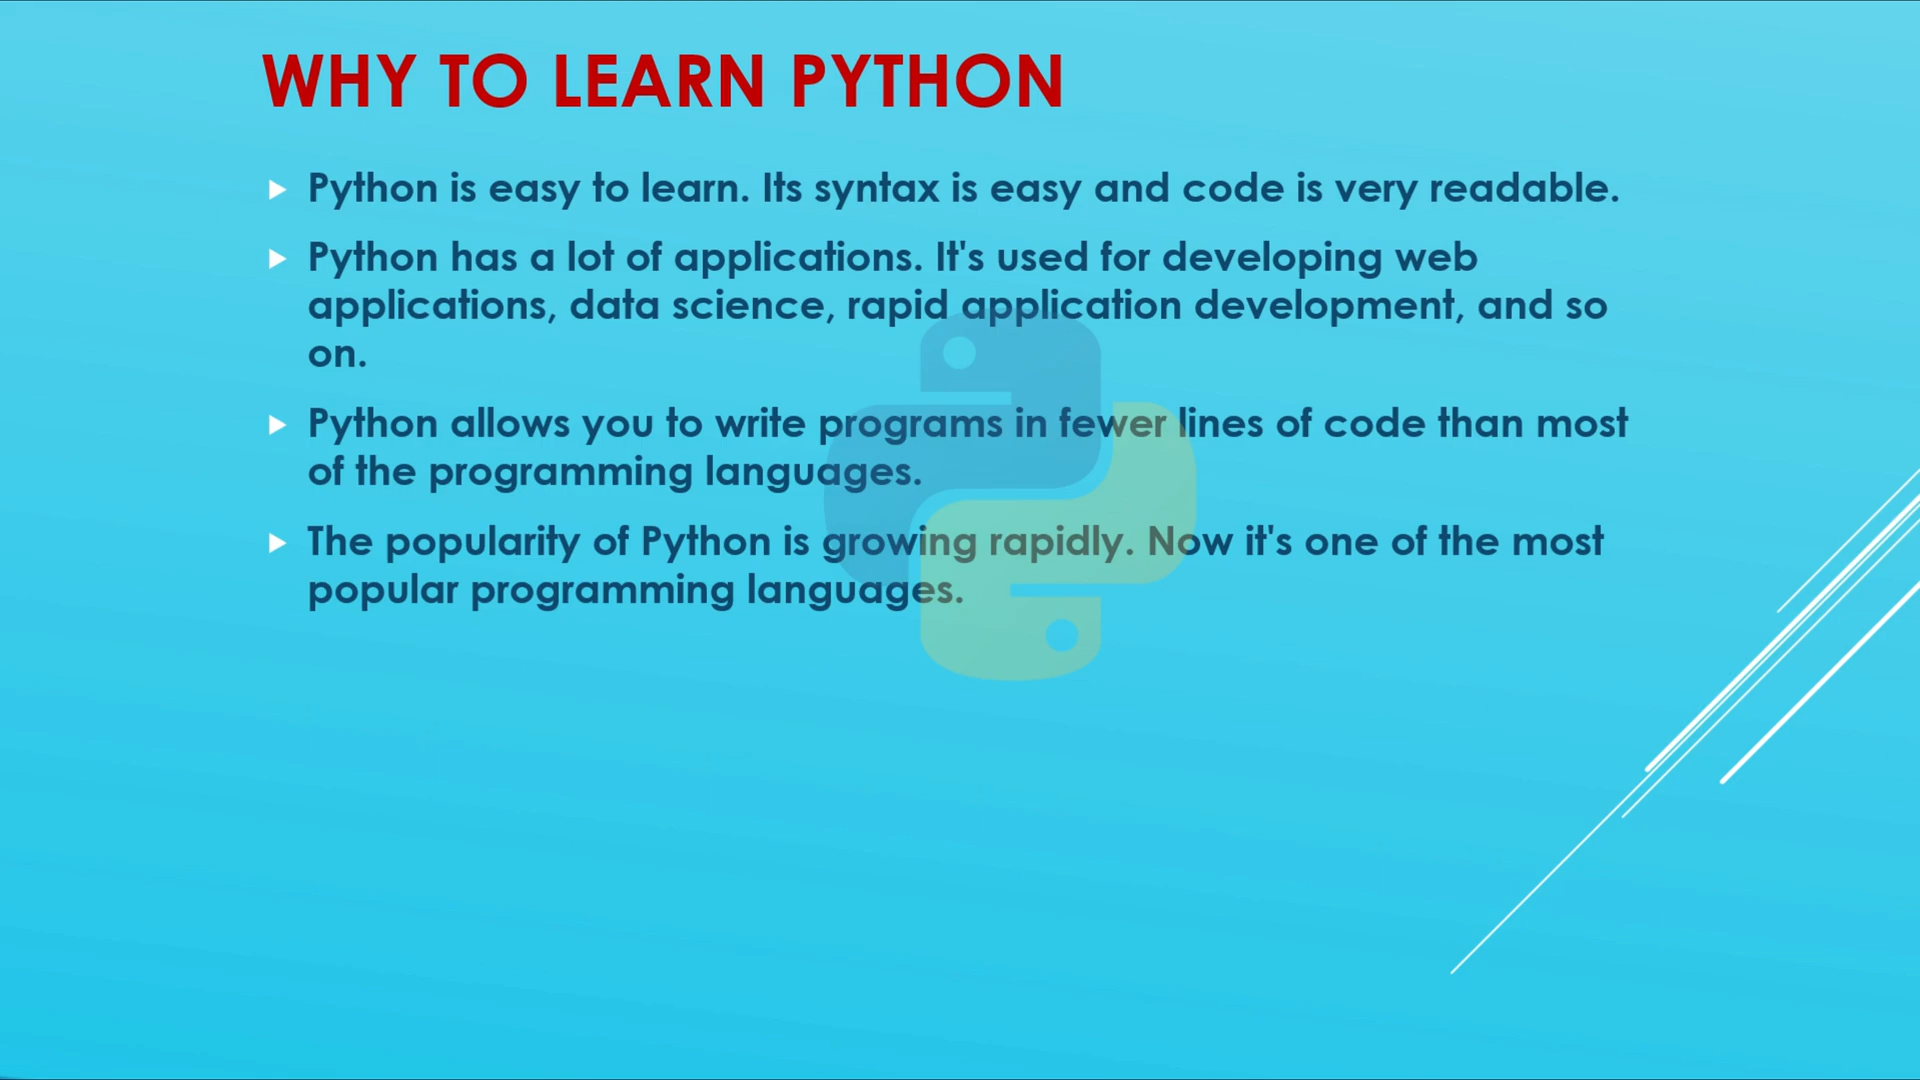 WHY TO LEARN PYTHON
Python is easy to learn. Its syntax is easy and code is very readable.
Python has a lot of applications. It's used for developing web
applications, data science, rapid application development, and so
on.
Python allows you to write programs in fewer lines of code than most
of the programming languages.
The popularity of Python is growing rapidly. Now it's one of the most
popular programming languages.